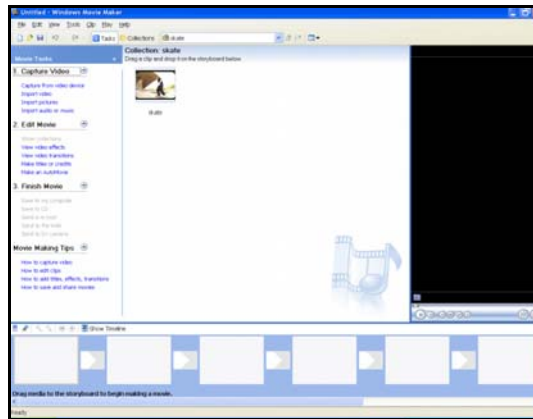 Untitled - Windows Movie Maker
File Edit View Tools Clip Play Help
Tasks Collections skate
Movie Tasks
Collection: skate
Drag a clip and drop it on the storyboard below
1. Capture Video
Capture from video device
Import video
Import pictures
Import audio or music
skate
2. Edit Movie
Show collections
View video effects
View video transitions
Make titles or credits
Make an AutoMovie
3. Finish Movie
Save to my computer
Save to CD
Send in e-mail
Send to the Web
Send to DV camera
Movie Making Tips
How to capture video
How to edit clips
How to add titles, effects, transitions
How to save and share movies
Show Timeline
Drag media to the storyboard to begin making a movie.
Ready